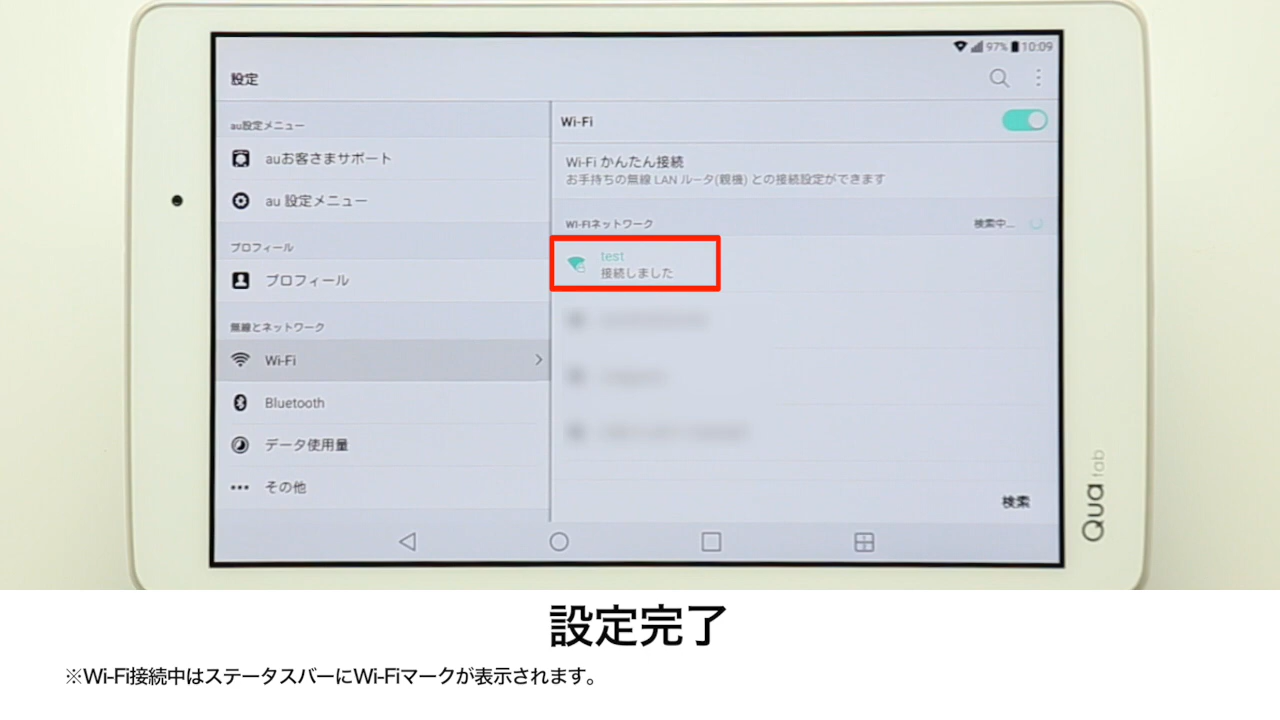 97% 10:09
設定
au設定メニュー
auお客さまサポート
au 設定メニュー
プロフィール
プロフィール
無線とネットワーク
Wi-Fi
Bluetooth
データ使用量
その他
Wi-Fi
Wi-Fi かんたん接続
お手持ちの無線 LAN ルータ(親機) との接続設定ができます
Wi-Fiネットワーク 検索中...
test
接続しました
検索
Qua tab
設定完了
※Wi-Fi接続中はステータスバーにWi-Fiマークが表示されます。